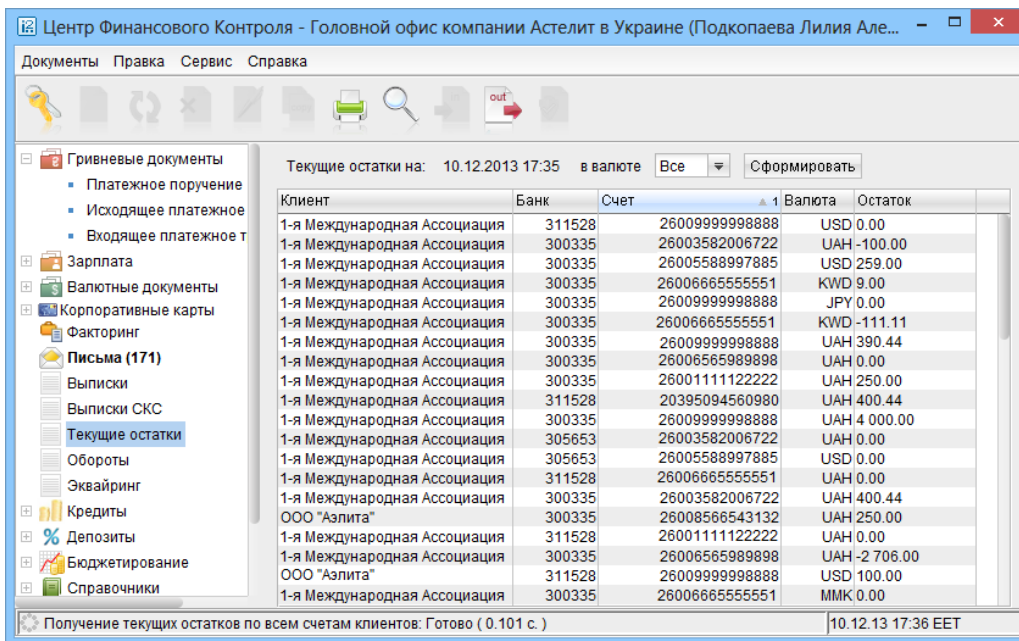 Центр Финансового Контроля - Головной офис компании Астелит в Украине (Подкопаева Лилия Але...
Документы Правка Сервис Справка
out
Гривневые документы
Платежное поручение
Исходящее платежное
Входящее платежное т
Зарплата
Валютные документы
Корпоративные карты
Факторинг
Письма (171)
Выписки
Выписки СКС
Текущие остатки
Обороты
Эквайринг
Кредиты
Депозиты
Бюджетирование
Справочники
Текущие остатки на: 10.12.2013 17:35 в валюте Все Сформировать
Клиент Банк Счет 1 Валюта Остаток
1-я Международная Ассоциация 311528 26009999998888 USD 0.00
1-я Международная Ассоциация 300335 26003582006722 UAH -100.00
1-я Международная Ассоциация 300335 26005588997885 USD 259.00
1-я Международная Ассоциация 300335 26006665555551 KWD 9.00
1-я Международная Ассоциация 300335 26009999998888 JPY 0.00
1-я Международная Ассоциация 300335 26006665555551 KWD -111.11
1-я Международная Ассоциация 300335 26009999998888 UAH 390.44
1-я Международная Ассоциация 300335 26006565989898 UAH 0.00
1-я Международная Ассоциация 300335 26001111122222 UAH 250.00
1-я Международная Ассоциация 311528 20395094560980 UAH 400.44
1-я Международная Ассоциация 300335 26009999998888 UAH 4 000.00
1-я Международная Ассоциация 305653 26003582006722 UAH 0.00
1-я Международная Ассоциация 305653 26005588997885 USD 0.00
1-я Международная Ассоциация 311528 26006665555551 UAH 0.00
1-я Международная Ассоциация 300335 26003582006722 UAH 400.44
ООО "Аэлита" 300335 26008566543132 UAH 250.00
1-я Международная Ассоциация 311528 26001111122222 UAH 0.00
1-я Международная Ассоциация 300335 26006565989898 UAH -2 706.00
ООО "Аэлита" 311528 26009999998888 USD 100.00
1-я Международная Ассоциация 300335 26006665555551 MMK 0.00
Получение текущих остатков по всем счетам клиентов: Готово ( 0.101 с. )
10.12.13 17:36 EET